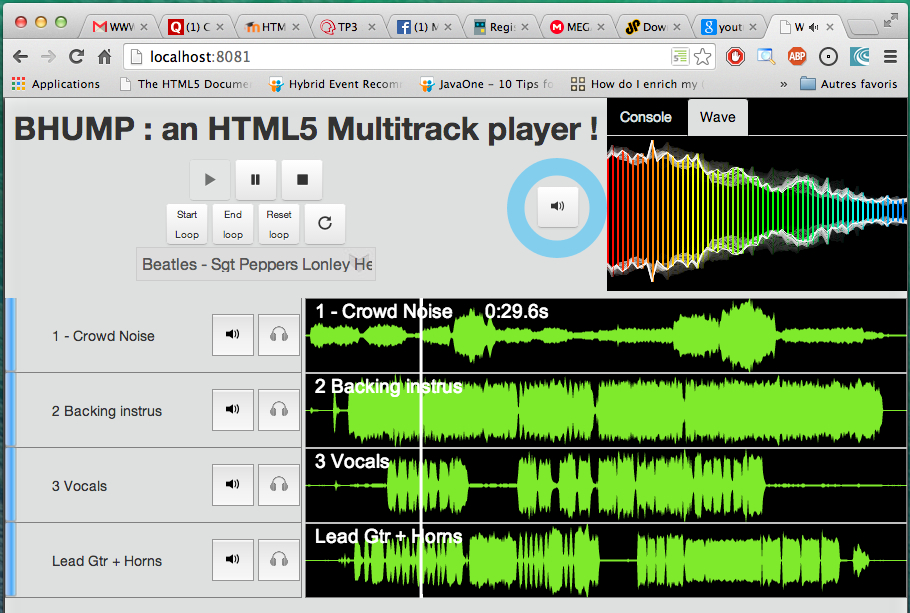 WWW
(1) C
HTM
TP3
(1) M
Regis
MEG
Dow
yout
W
localhost:8081
Applications
The HTML5 Docume
Hybrid Event Recom
JavaOne – 10 Tips fo
How do I enrich my
»
Autres favoris
BHUMP : an HTML5 Multitrack player !
Console
Wave
Start Loop
End loop
Reset loop
Beatles - Sgt Peppers Lonley He
1 - Crowd Noise
1 - Crowd Noise 0:29.6s
2 Backing instrus
2 Backing instrus
3 Vocals
3 Vocals
Lead Gtr + Horns
Lead Gtr + Horns